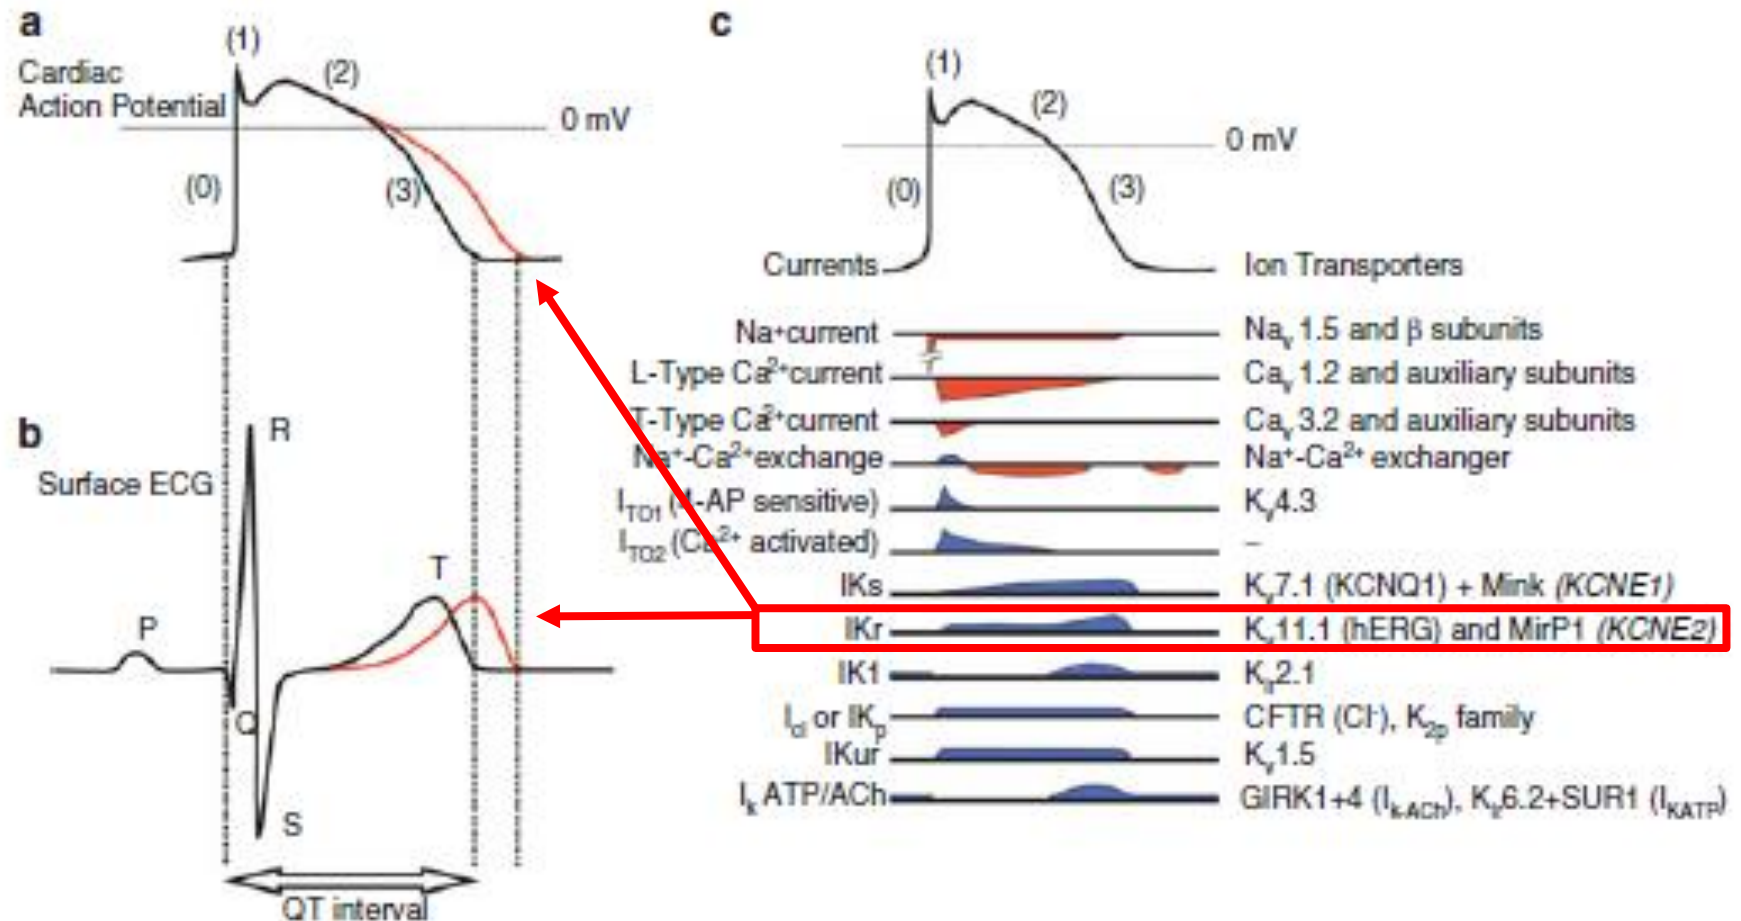 a
(1)
Cardiac
Action Potential
(2)
0 mV
(0)
(3)
b
R
Surface ECG
T
P
Q
S
QT interval
c
(1)
(2)
0 mV
(0)
(3)
Currents
Ion Transporters
Na+current
Nav 1.5 and β subunits
L-Type Ca2+current
Cav 1.2 and auxiliary subunits
T-Type Ca2+current
Cav 3.2 and auxiliary subunits
Na+-Ca2+exchange
Na+-Ca2+ exchanger
ITO1 (4-AP sensitive)
Kv4.3
ITO2 (Ca2+ activated)
–
IKs
Kv7.1 (KCNQ1) + Mink (KCNE1)
IKr
Kv11.1 (hERG) and MirP1 (KCNE2)
IK1
Kir2.1
Icl or IKp
CFTR (Cl-), K2p family
IKur
Kv1.5
Ik ATP/ACh
GIRK1+4 (Ik-ACh), Kir6.2+SUR1 (IKATP)